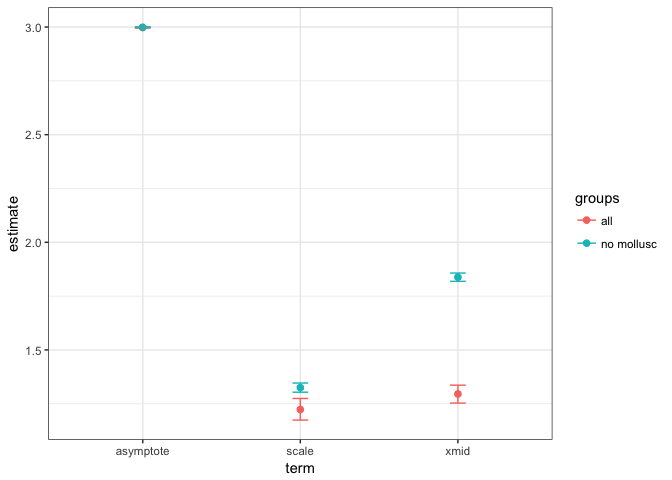 estimate
3.0
2.5
2.0
1.5
asymptote scale xmid
term
groups
all
no mollusc